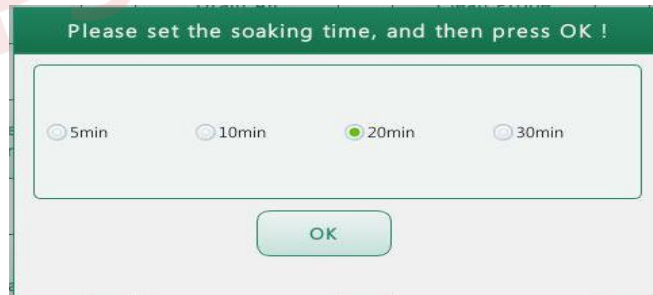 Please set the soaking time, and then press OK !
5min 10min 20min 30min
OK